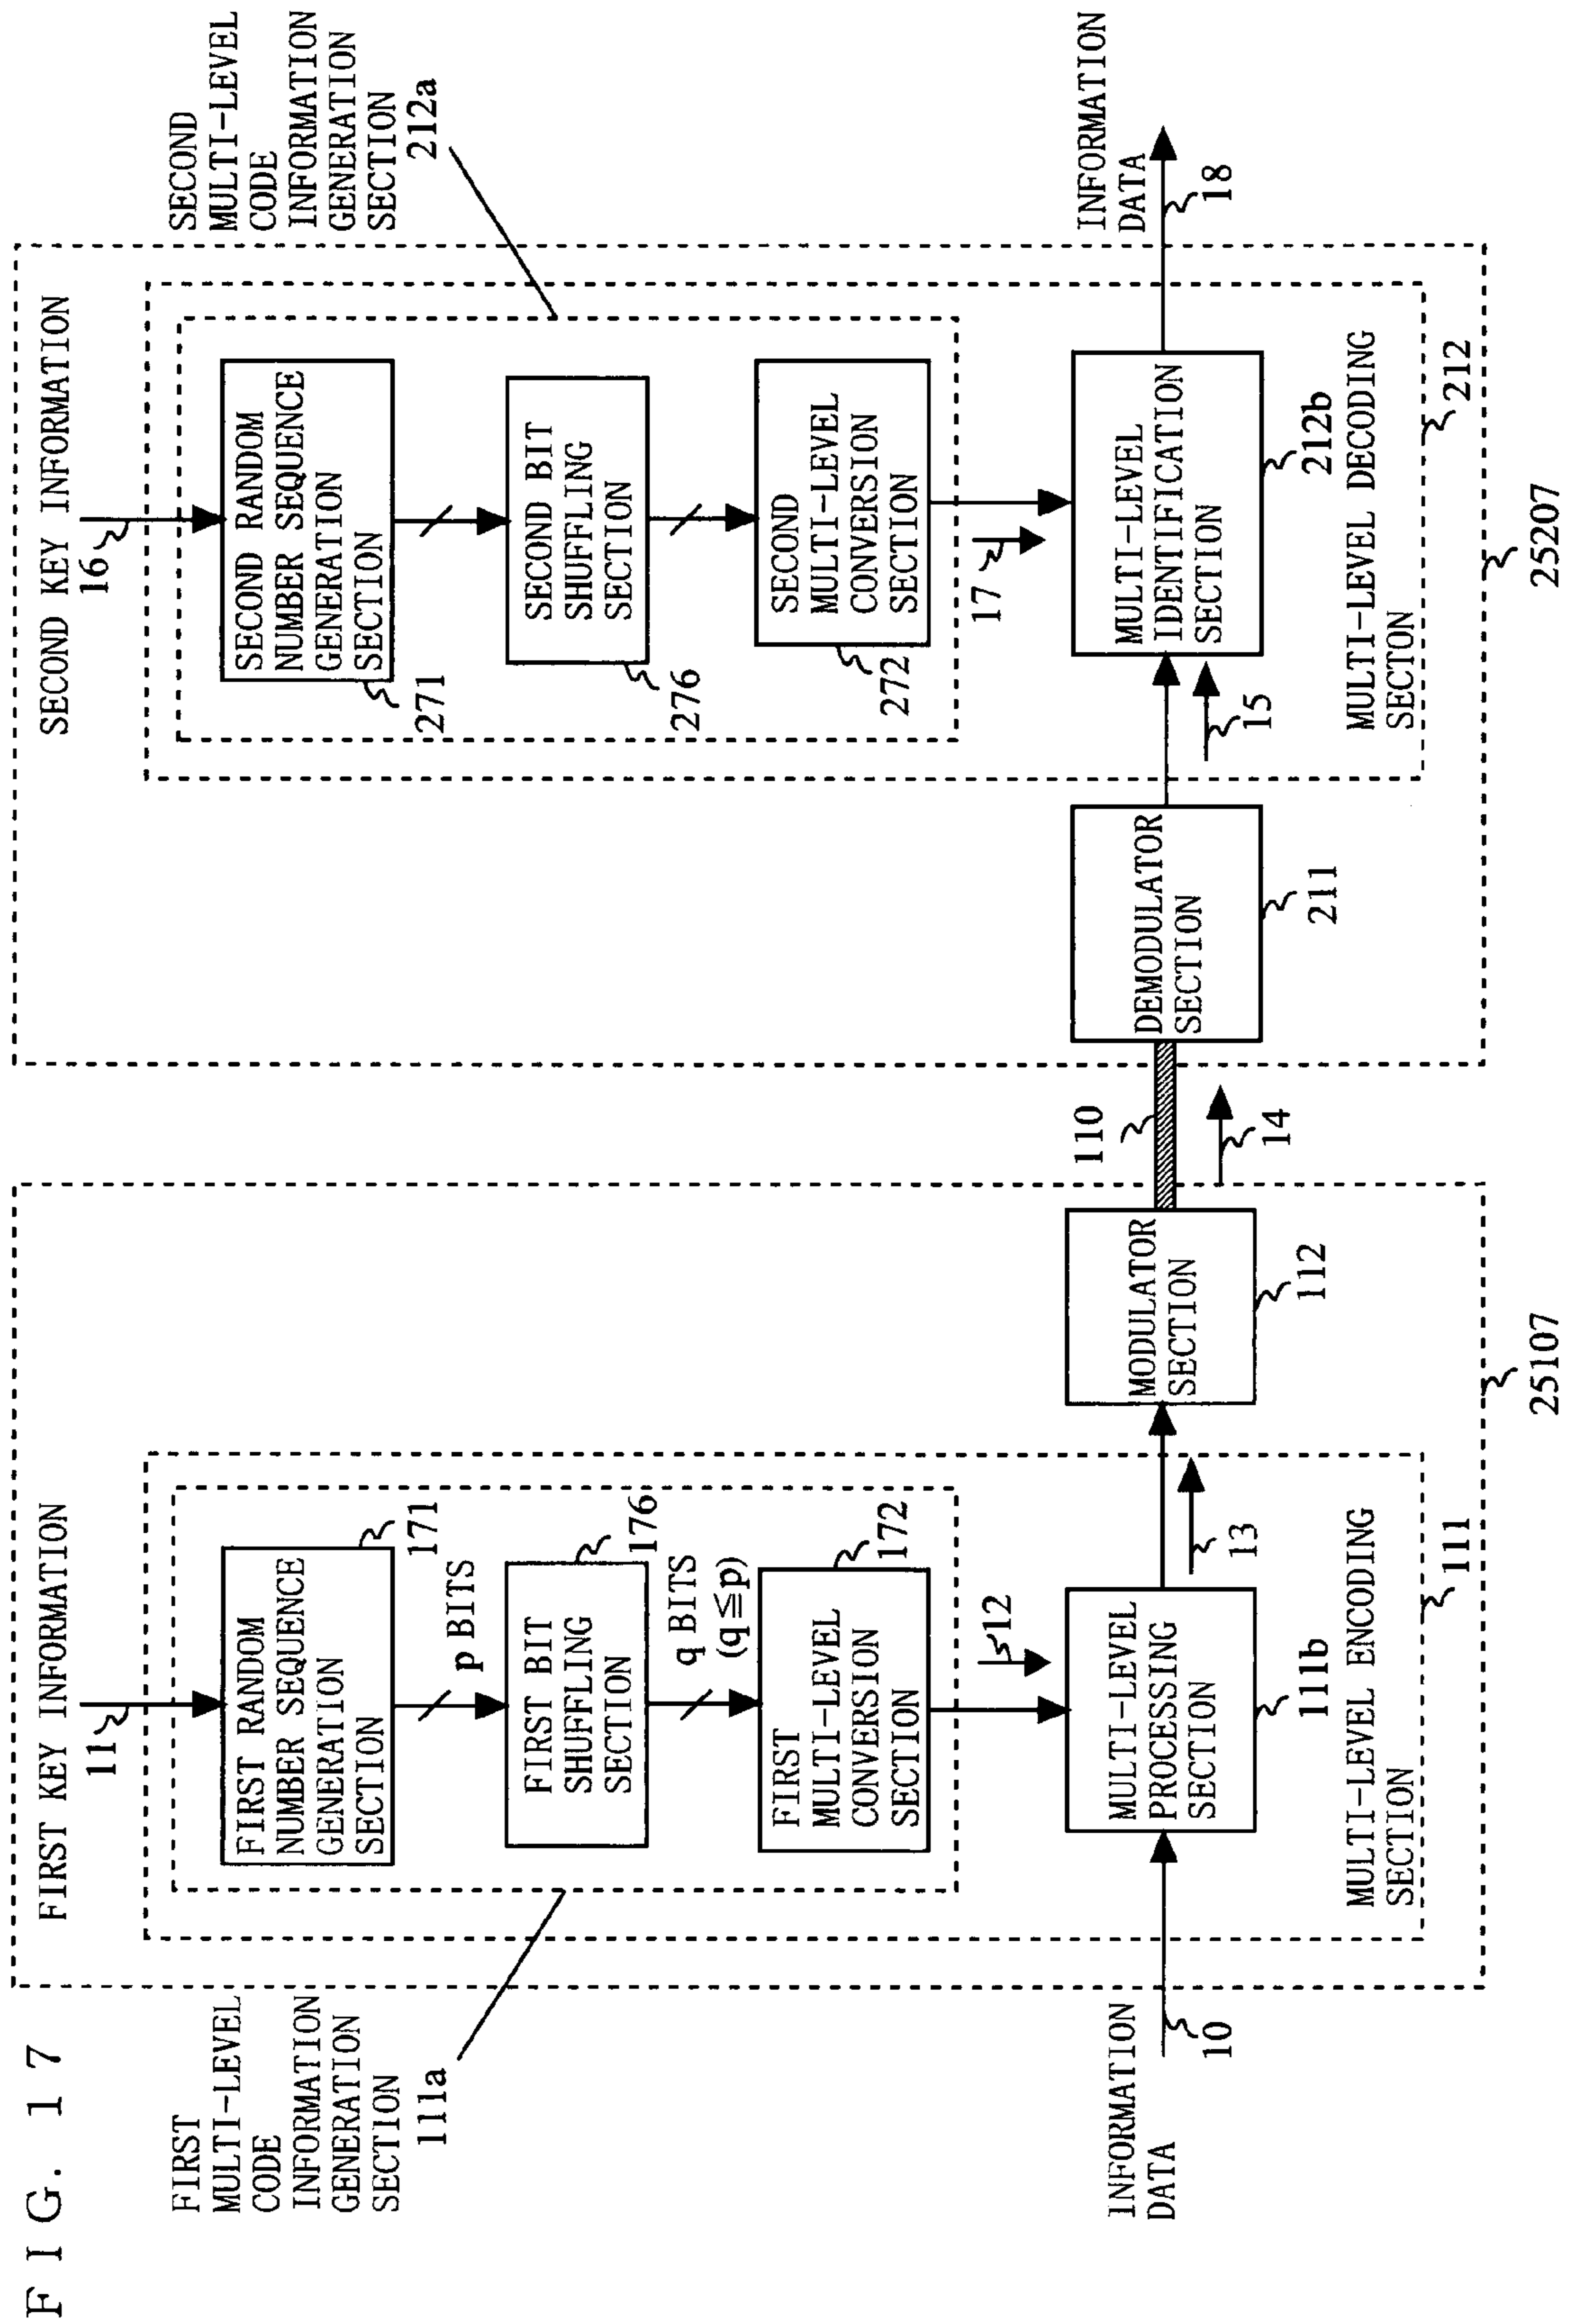 FIG. 17
FIRST
MULTI-LEVEL
CODE
INFORMATION
GENERATION
SECTION
111a
INFORMATION
DATA
10
FIRST KEY INFORMATION
11
FIRST RANDOM
NUMBER SEQUENCE
GENERATION
SECTION
171
p BITS
FIRST BIT
SHUFFLING
SECTION
176
q BITS
(q≦p)
FIRST
MULTI-LEVEL
CONVERSION
SECTION
172
12
MULTI-LEVEL
PROCESSING
SECTION
111b
13
MULTI-LEVEL ENCODING
SECTION
111
MODULATOR
SECTION
112
25107
110
14
SECOND KEY INFORMATION
16
SECOND RANDOM
NUMBER SEQUENCE
GENERATION
SECTION
271
SECOND BIT
SHUFFLING
SECTION
276
SECOND
MULTI-LEVEL
CONVERSION
SECTION
272
17
DEMODULATOR
SECTION
211
15
MULTI-LEVEL
IDENTIFICATION
SECTION
212b
MULTI-LEVEL DECODING
SECTON
212
25207
SECOND
MULTI-LEVEL
CODE
INFORMATION
GENERATION
SECTION
212a
INFORMATION
DATA
18